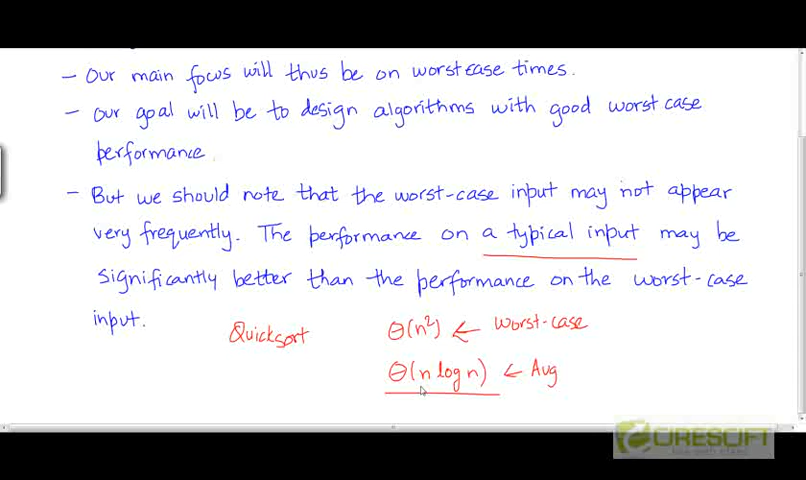 - Our main focus will thus be on worst case times.
- Our goal will be to design algorithms with good worst case
performance.
- But we should note that the worst-case input may not appear
very frequently. The performance on a typical input may be
significantly better than the performance on the worst-case
input.
Quicksort Θ(n²) ← Worst-case
Θ(n log n) ← Avg
CIRESOFT